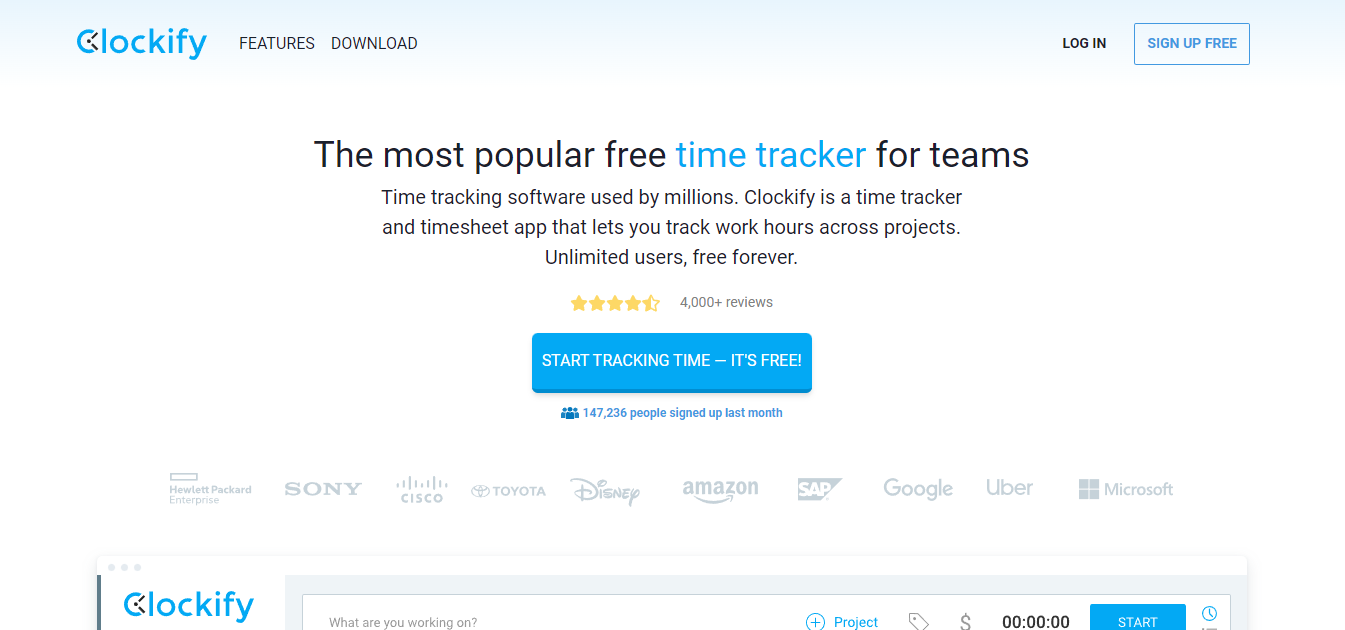 Clockify FEATURES DOWNLOAD LOG IN SIGN UP FREE
The most popular free time tracker for teams
Time tracking software used by millions. Clockify is a time tracker
and timesheet app that lets you track work hours across projects.
Unlimited users, free forever.
4,000+ reviews
START TRACKING TIME — IT'S FREE!
147,236 people signed up last month
Hewlett Packard
Enterprise
SONY
CISCO
TOYOTA
Disney
amazon
SAP
Google
Uber
Microsoft
Clockify
What are you working on? Project $ 00:00:00 START